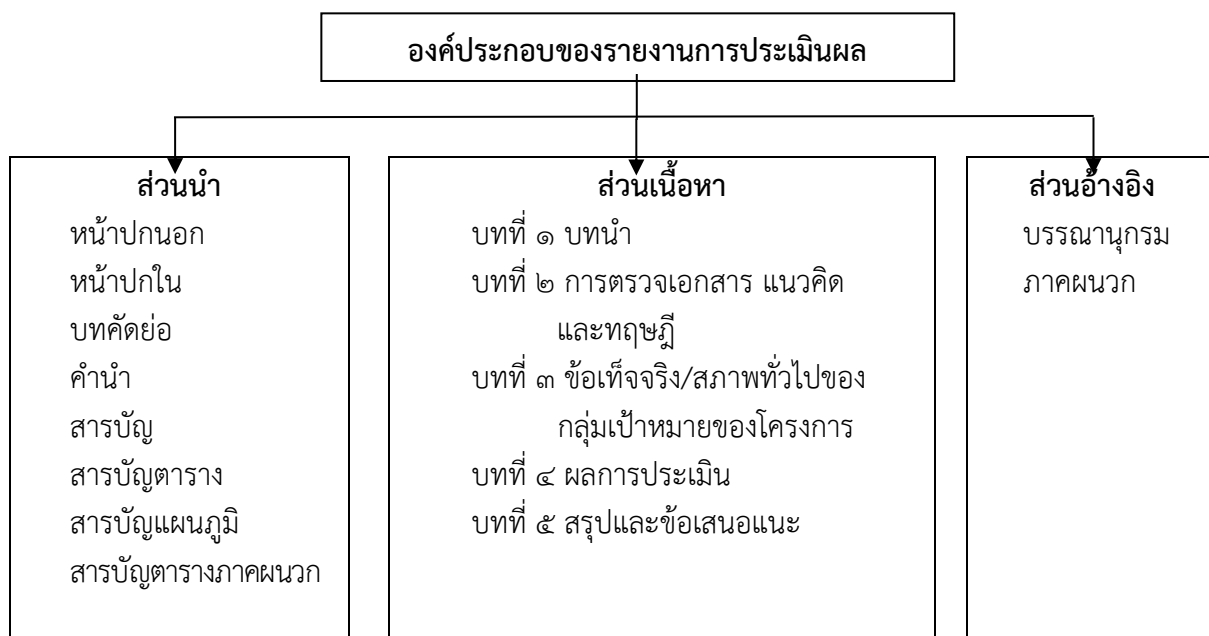 องค์ประกอบของรายงานการประเมินผล
ส่วนนำ
หน้าปกนอก
หน้าปกใน
บทคัดย่อ
คำนำ
สารบัญ
สารบัญตาราง
สารบัญแผนภูมิ
สารบัญตารางภาคผนวก
ส่วนเนื้อหา
บทที่ ๑ บทนำ
บทที่ ๒ การตรวจเอกสาร แนวคิด
และทฤษฎี
บทที่ ๓ ข้อเท็จจริง/สภาพทั่วไปของ
กลุ่มเป้าหมายของโครงการ
บทที่ ๔ ผลการประเมิน
บทที่ ๕ สรุปและข้อเสนอแนะ
ส่วนอ้างอิง
บรรณานุกรม
ภาคผนวก